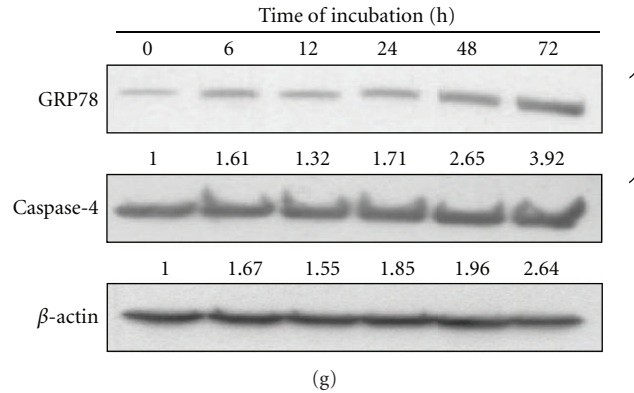 Time of incubation (h)
0 6 12 24 48 72
GRP78
1 1.61 1.32 1.71 2.65 3.92
Caspase-4
1 1.67 1.55 1.85 1.96 2.64
β-actin
(g)